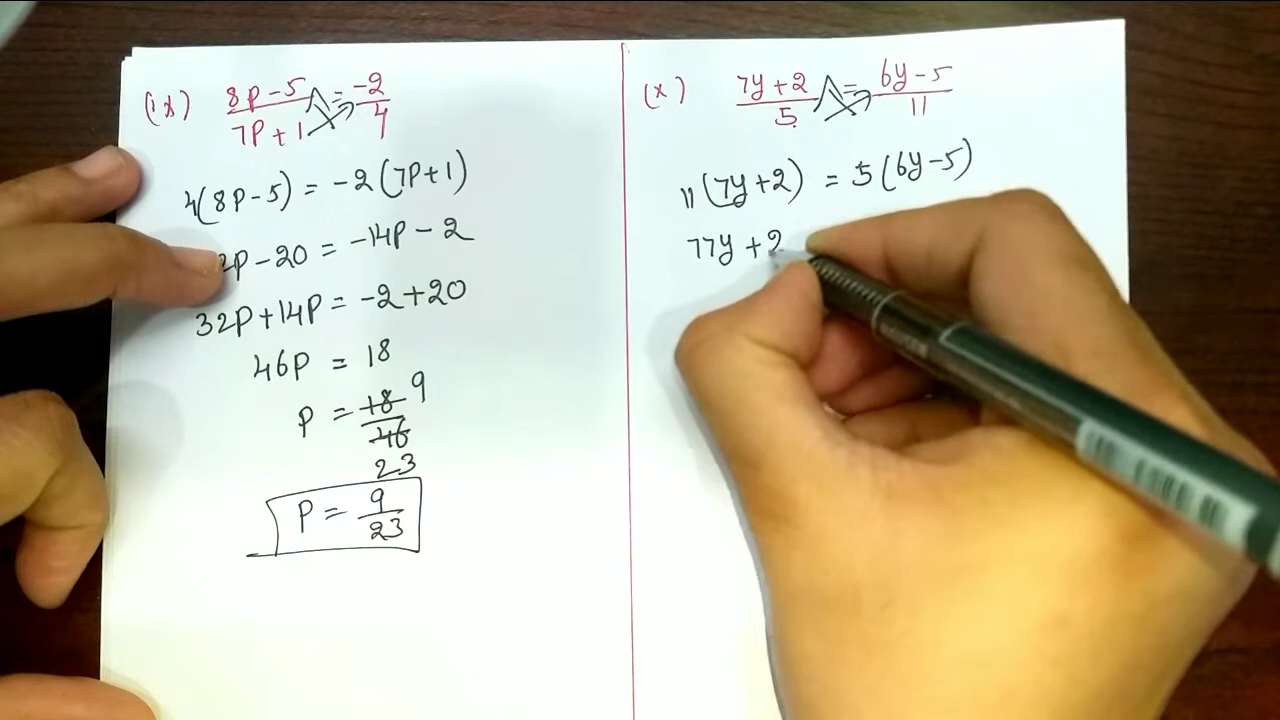 (ix) 8P-5/7P+1 = -2/4
4(8P-5) = -2(7P+1)
2P-20 = -14P-2
32P+14P = -2+20
46P = 18
P = 18/46 9/23
P = 9/23
(x) 7y+2/5 = 6y-5/11
11(7y+2) = 5(6y-5)
77y+2